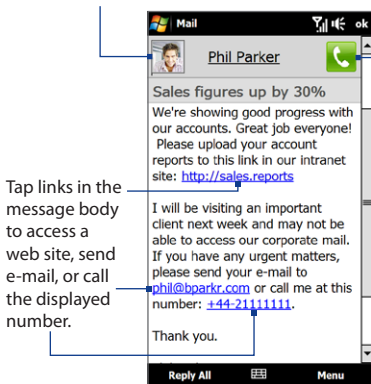 Mail
ok
Phil Parker
Sales figures up by 30%
We're showing good progress with
our accounts. Great job everyone!
Please upload your account
reports to this link in our intranet
site: http://sales.reports
I will be visiting an important
client next week and may not be
able to access our corporate mail.
If you have any urgent matters,
please send your e-mail to
phil@bparkr.com or call me at this
number: +44-21111111.
Thank you.
Reply All
Menu
Tap links in the
message body
to access a
web site, send
e-mail, or call
the displayed
number.